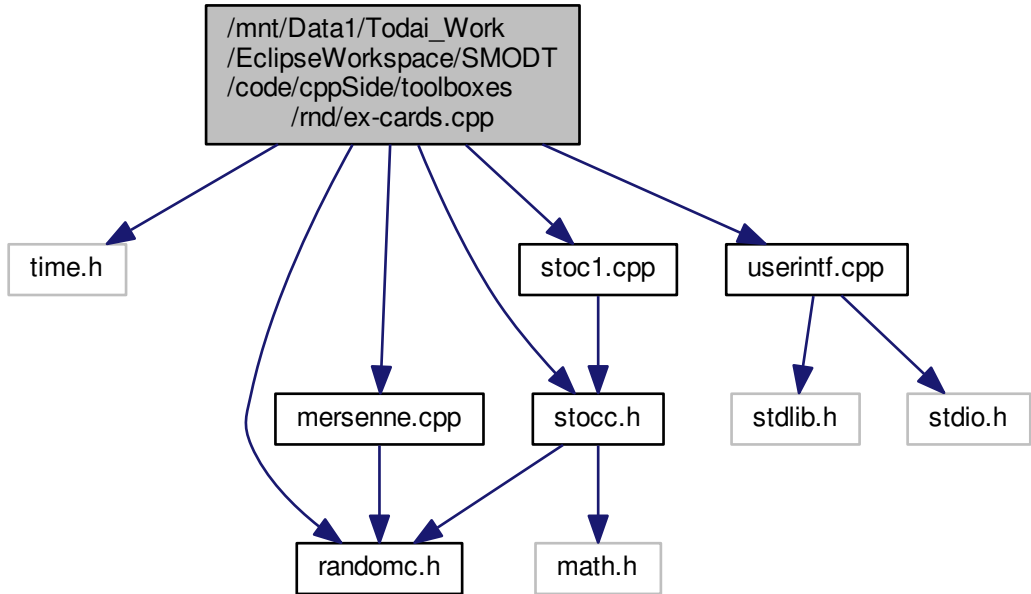 /mnt/Data1/Todai_Work
/EclipseWorkspace/SMODT
/code/cppSide/toolboxes
/rnd/ex-cards.cpp
time.h
stoc1.cpp
userintf.cpp
mersenne.cpp
stocc.h
stdlib.h
stdio.h
randomc.h
math.h